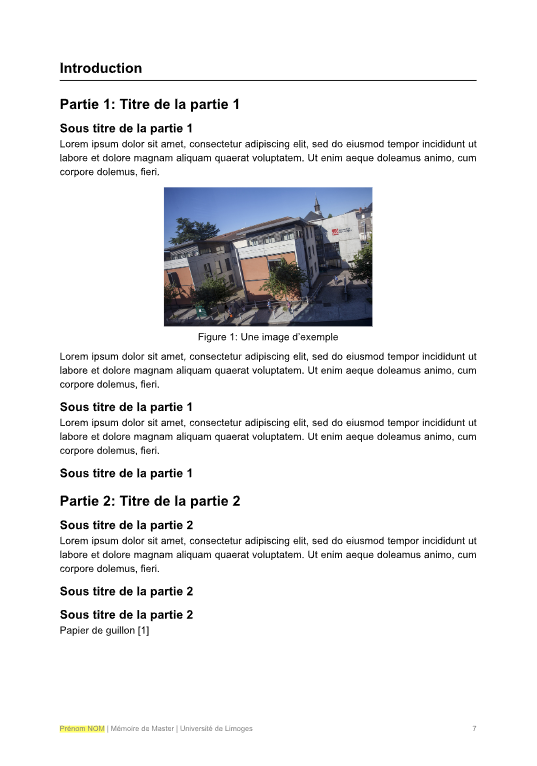 Introduction
Partie 1: Titre de la partie 1
Sous titre de la partie 1
Lorem ipsum dolor sit amet, consectetur adipiscing elit, sed do eiusmod tempor incididunt ut
labore et dolore magnam aliquam quaerat voluptatem. Ut enim aeque doleamus animo, cum
corpore dolemus, fieri.
Figure 1: Une image d'exemple
Lorem ipsum dolor sit amet, consectetur adipiscing elit, sed do eiusmod tempor incididunt ut
labore et dolore magnam aliquam quaerat voluptatem. Ut enim aeque doleamus animo, cum
corpore dolemus, fieri.
Sous titre de la partie 1
Lorem ipsum dolor sit amet, consectetur adipiscing elit, sed do eiusmod tempor incididunt ut
labore et dolore magnam aliquam quaerat voluptatem. Ut enim aeque doleamus animo, cum
corpore dolemus, fieri.
Sous titre de la partie 1
Partie 2: Titre de la partie 2
Sous titre de la partie 2
Lorem ipsum dolor sit amet, consectetur adipiscing elit, sed do eiusmod tempor incididunt ut
labore et dolore magnam aliquam quaerat voluptatem. Ut enim aeque doleamus animo, cum
corpore dolemus, fieri.
Sous titre de la partie 2
Sous titre de la partie 2
Papier de guillon [1]
Prénom NOM | Mémoire de Master | Université de Limoges
7